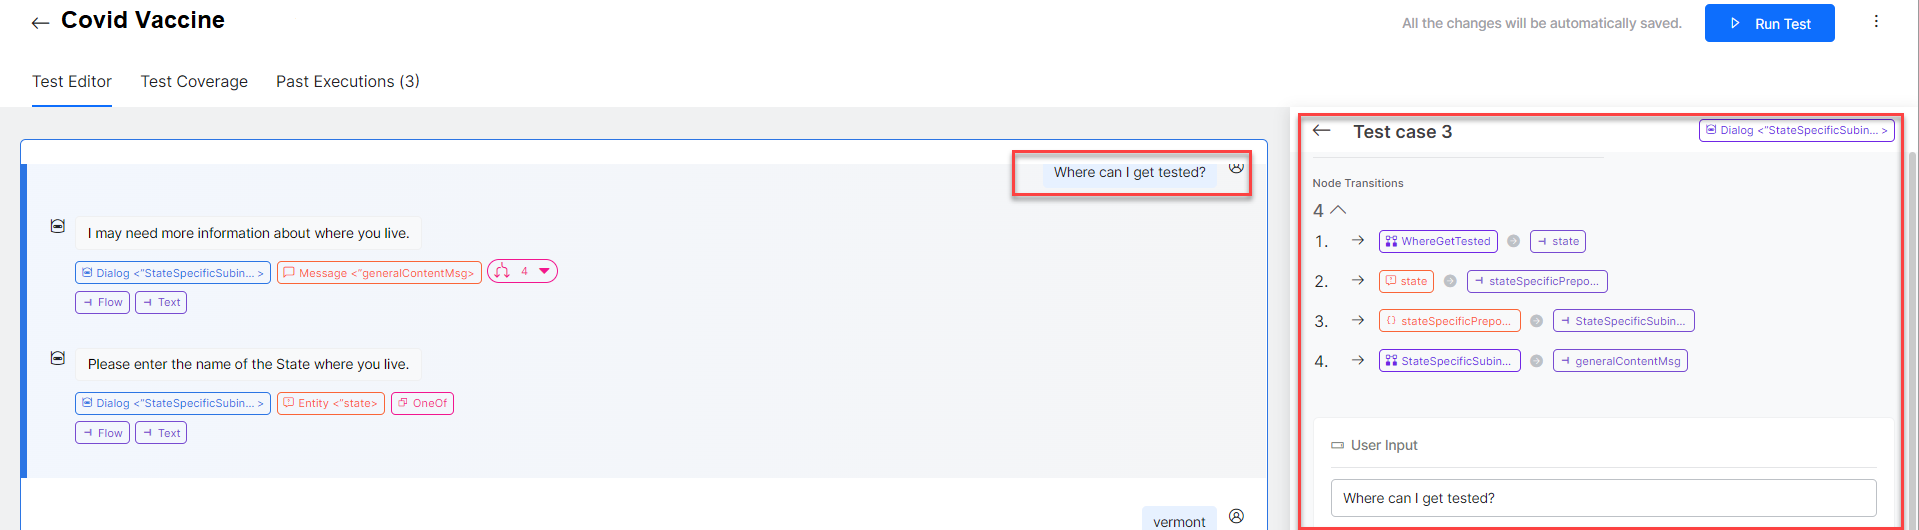 Covid Vaccine
All the changes will be automatically saved.
Run Test
Test Editor
Test Coverage
Past Executions (3)
Where can I get tested?
I may need more information about where you live.
Dialog <"StateSpecificSubin... >
Message <"generalContentMsg>
4
Flow
Text
Please enter the name of the State where you live.
Dialog <"StateSpecificSubin... >
Entity <"state>
OneOf
Flow
Text
vermont
Test case 3
Dialog <"StateSpecificSubin... >
Node Transitions
4
1. WhereGetTested state
2. state stateSpecificPrepo...
3. stateSpecificPrepo... StateSpecificSubin...
4. StateSpecificSubin... generalContentMsg
User Input
Where can I get tested?